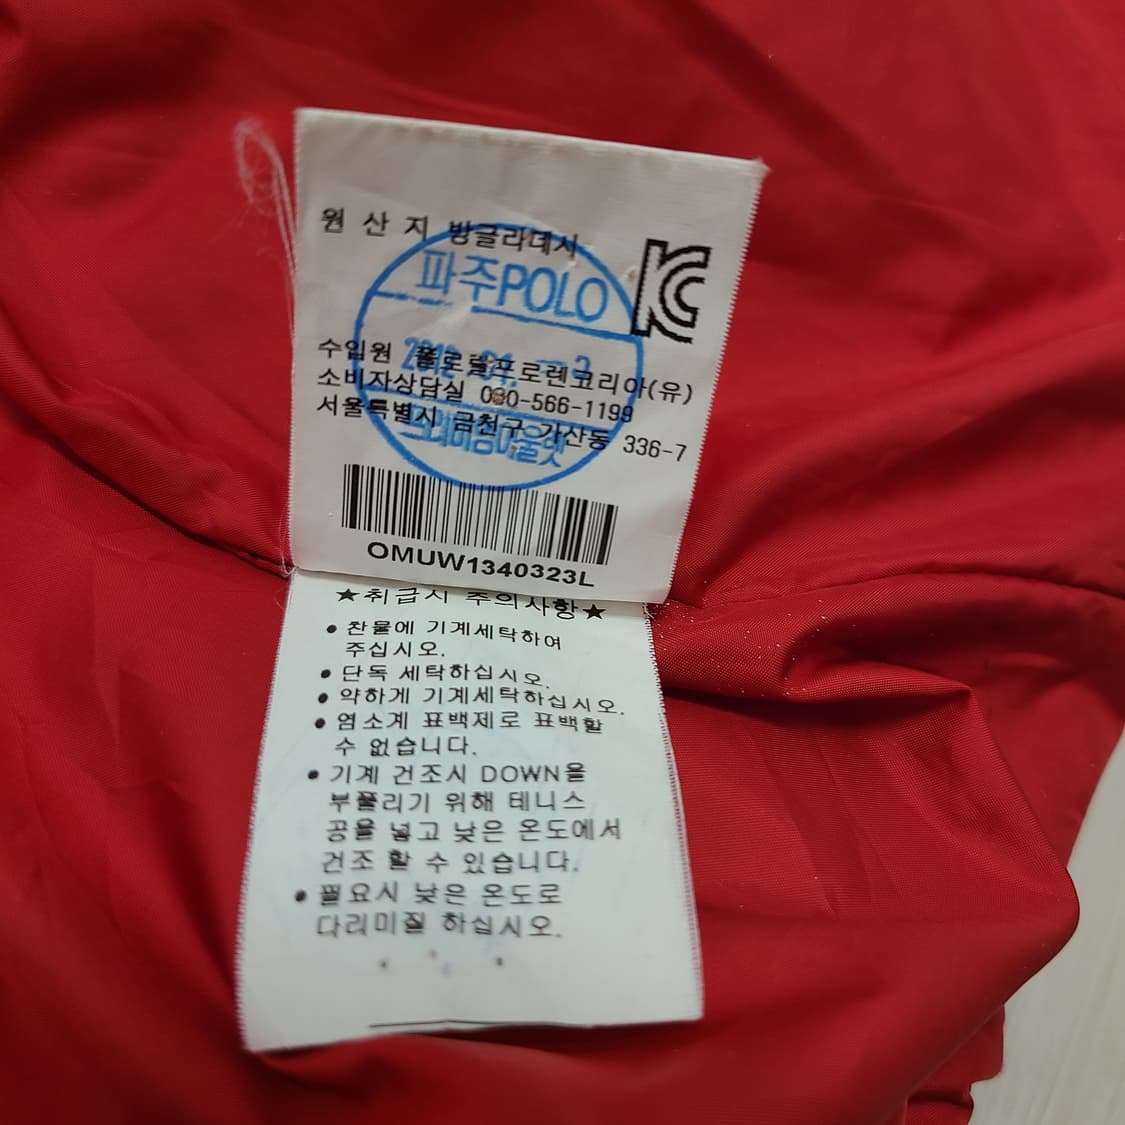 원 산 지 방글라데시
파주POLO
KC
수입원 폴로랄프로렌코리아(유)
소비자상담실 080-566-1199
서울특별시 금천구 가산동 336-7
프리미엄아울렛
OMUW1340323L
★취급시 주의사항★
• 찬물에 기계세탁하여
주십시오.
• 단독 세탁하십시오.
• 약하게 기계세탁하십시오.
• 염소계 표백제로 표백할
수 없습니다.
• 기계 건조시 DOWN을
부풀리기 위해 테니스
공을 넣고 낮은 온도에서
건조 할 수 있습니다.
• 필요시 낮은 온도로
다리미질 하십시오.